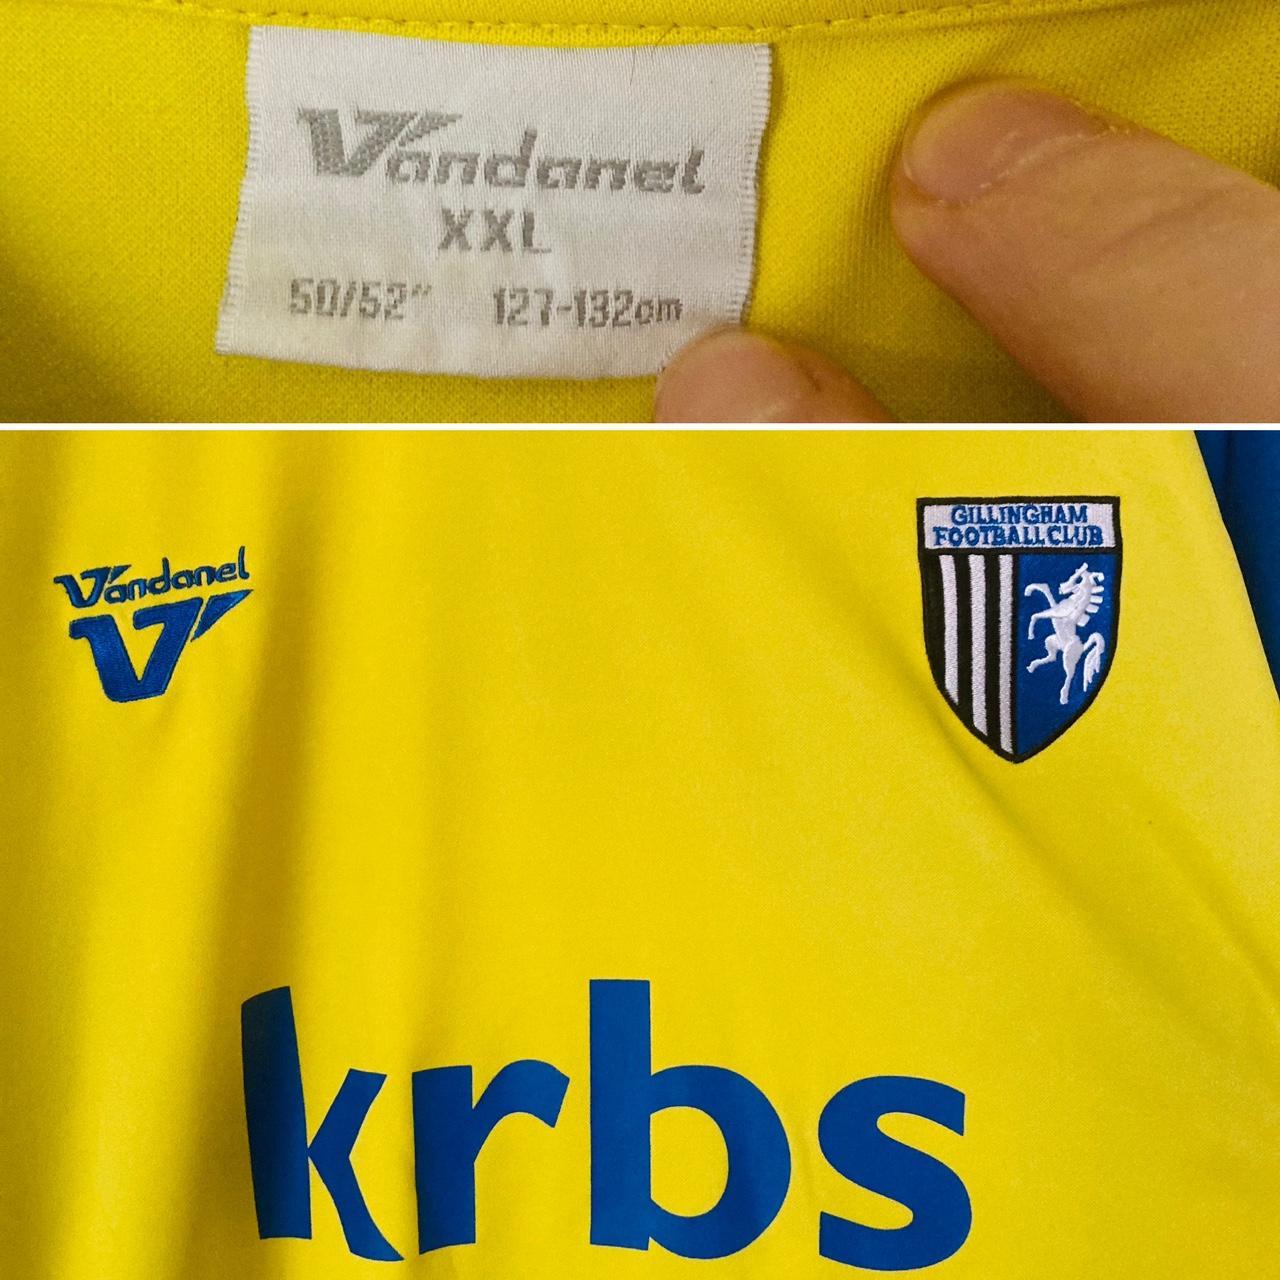 Vandanel
XXL
50/52" 127-132cm
Vandanel
GILLINGHAM
FOOTBALL CLUB
krbs